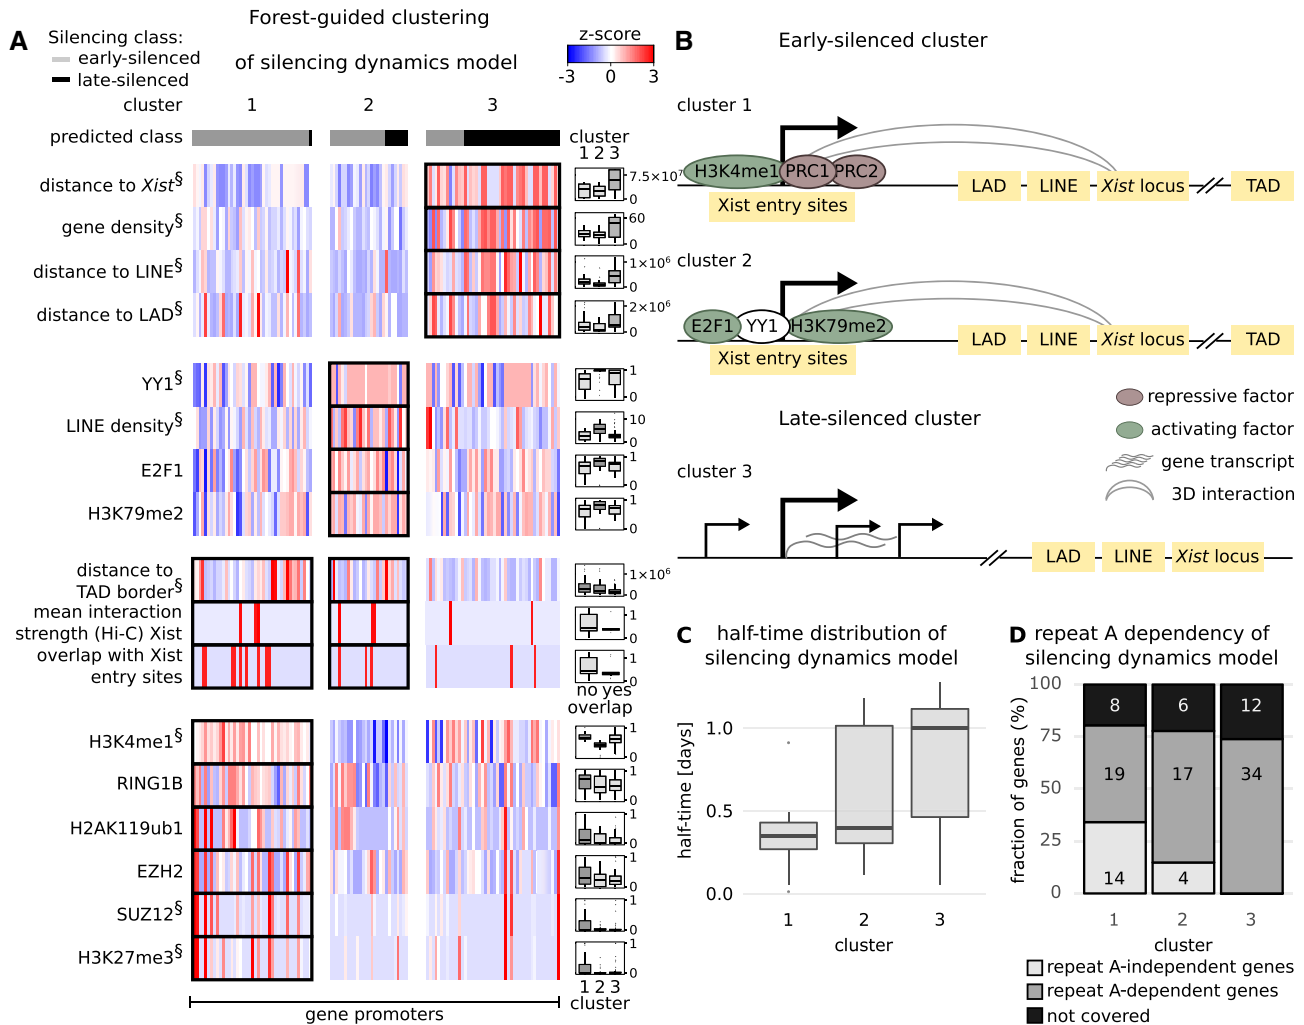 A
Forest-guided clustering
of silencing dynamics model
Silencing class:
early-silenced
late-silenced
z-score
-3 0 3
cluster 1 2 3
predicted class
cluster
1 2 3
distance to Xist§
7.5×10⁷
0
gene density§
60
0
distance to LINE§
1×10⁶
0
distance to LAD§
2×10⁶
0
YY1§
1
0
LINE density§
10
0
E2F1
1
0
H3K79me2
1
0
distance to
TAD border§
1×10⁶
0
mean interaction
strength (Hi-C) Xist
1
0
overlap with Xist
entry sites
1
0
no yes
overlap
H3K4me1§
1
0
RING1B
1
0
H2AK119ub1
1
0
EZH2
1
0
SUZ12§
1
0
H3K27me3§
1
0
1 2 3
cluster
gene promoters
B
Early-silenced cluster
cluster 1
H3K4me1 PRC1 PRC2
Xist entry sites
LAD LINE Xist locus TAD
cluster 2
E2F1 YY1 H3K79me2
Xist entry sites
LAD LINE Xist locus TAD
repressive factor
activating factor
gene transcript
3D interaction
Late-silenced cluster
cluster 3
LAD LINE Xist locus
C
half-time distribution of
silencing dynamics model
half-time [days]
1.0
0.5
0.0
1 2 3
cluster
D
repeat A dependency of
silencing dynamics model
fraction of genes (%)
100
75
50
25
0
8 6 12
19 17 34
14 4
1 2 3
cluster
repeat A-independent genes
repeat A-dependent genes
not covered